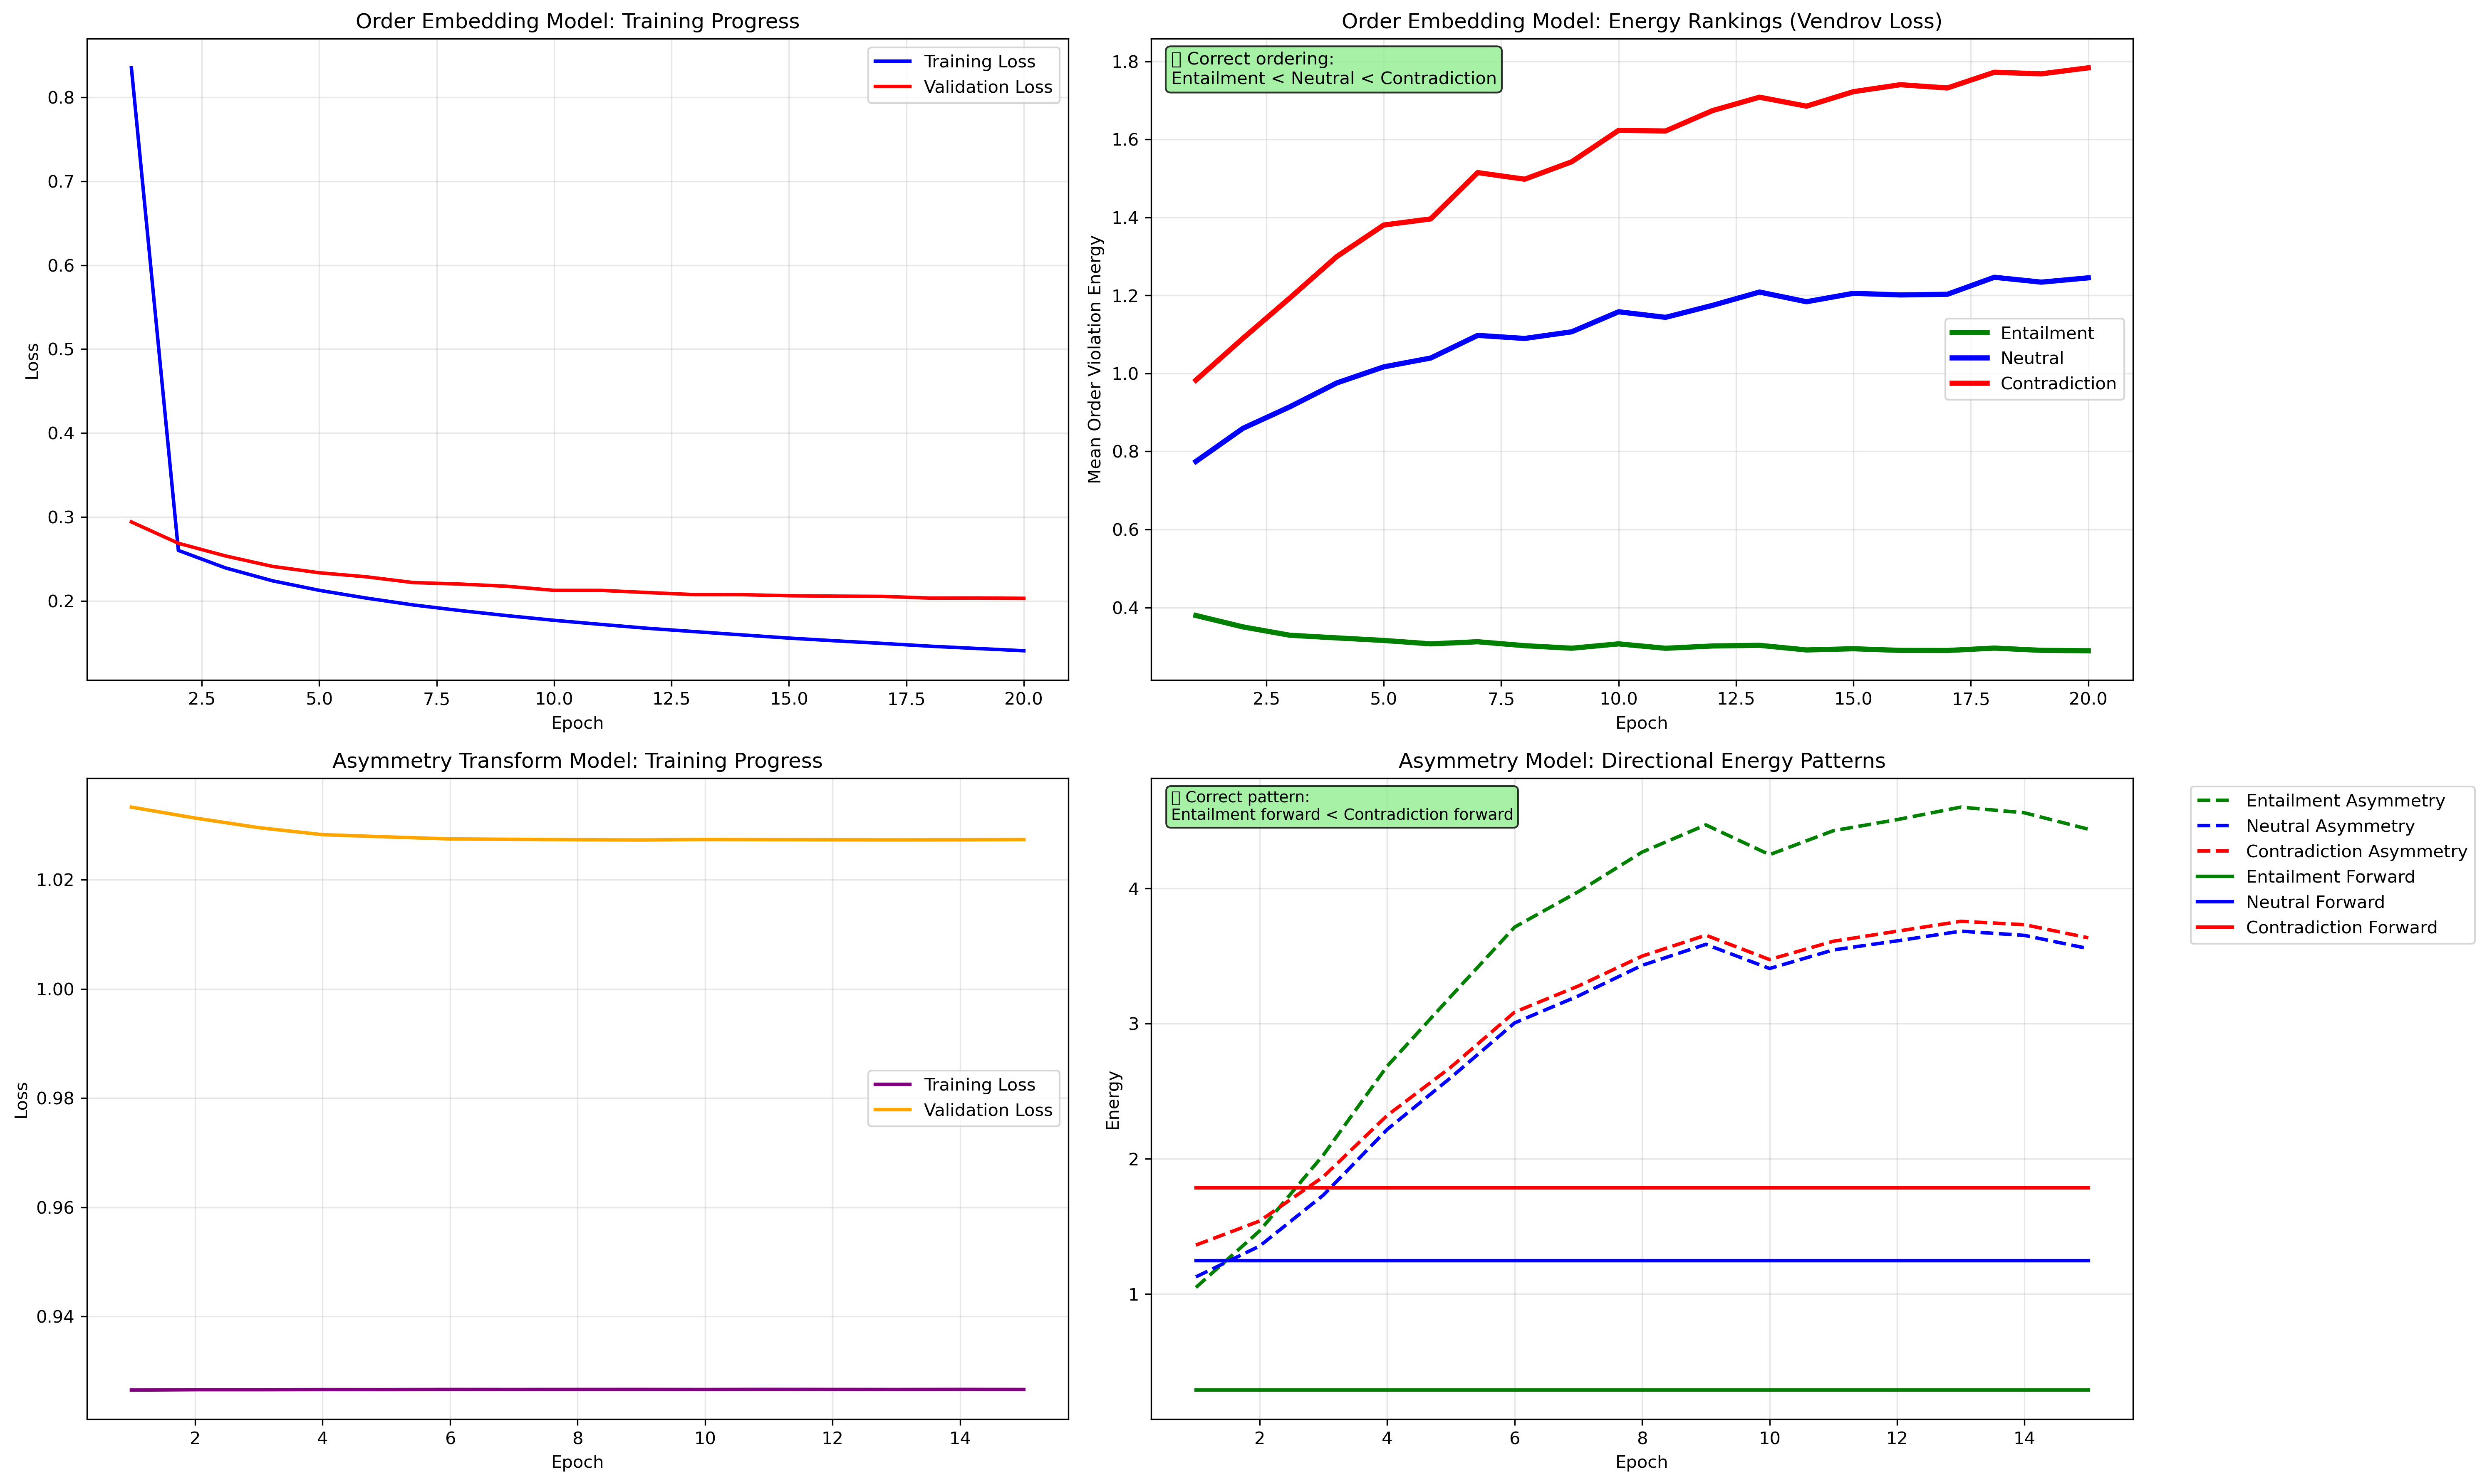 Order Embedding Model: Training Progress
Training Loss
Validation Loss
0.8
0.7
0.6
0.5
0.4
0.3
0.2
Loss
2.5
5.0
7.5
10.0
12.5
15.0
17.5
20.0
Epoch
Order Embedding Model: Energy Rankings (Vendrov Loss)
Correct ordering:
Entailment < Neutral < Contradiction
1.8
1.6
1.4
1.2
1.0
0.8
0.6
0.4
Mean Order Violation Energy
Entailment
Neutral
Contradiction
2.5
5.0
7.5
10.0
12.5
15.0
17.5
20.0
Epoch
Asymmetry Transform Model: Training Progress
1.02
1.00
0.98
0.96
0.94
Loss
Training Loss
Validation Loss
2
4
6
8
10
12
14
Epoch
Asymmetry Model: Directional Energy Patterns
Correct pattern:
Entailment forward < Contradiction forward
4
3
2
1
Energy
2
4
6
8
10
12
14
Epoch
Entailment Asymmetry
Neutral Asymmetry
Contradiction Asymmetry
Entailment Forward
Neutral Forward
Contradiction Forward